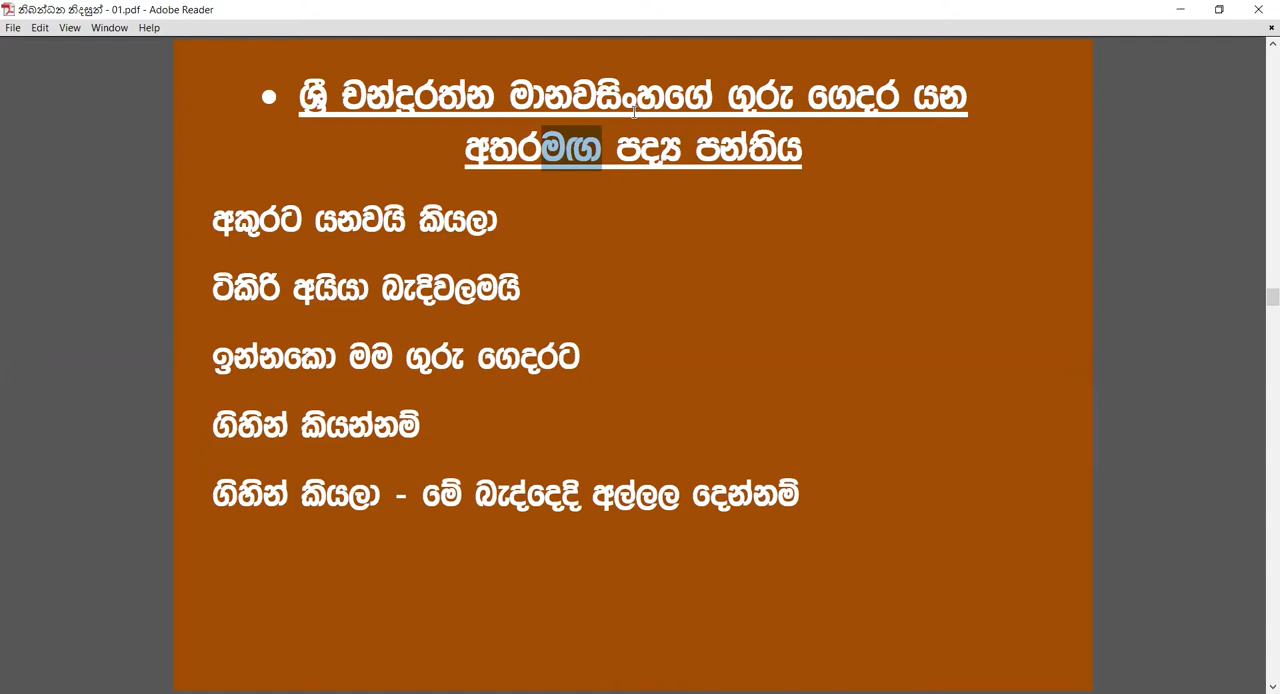 නිබන්ධන නිදසුන් - 01.pdf - Adobe Reader
File Edit View Window Help
• ශ්‍රී චන්ද්‍රරත්න මානවසිංහගේ ගුරු ගෙදර යන
අතරමඟ පද්‍ය පන්තිය
අකුරට යනවයි කියලා
ටිකිරි අයියා බැදිවලමයි
ඉන්නකො මම ගුරු ගෙදරට
ගිහින් කියන්නම්
ගිහින් කියලා - මේ බැද්දෙදි අල්ලල දෙන්නම්